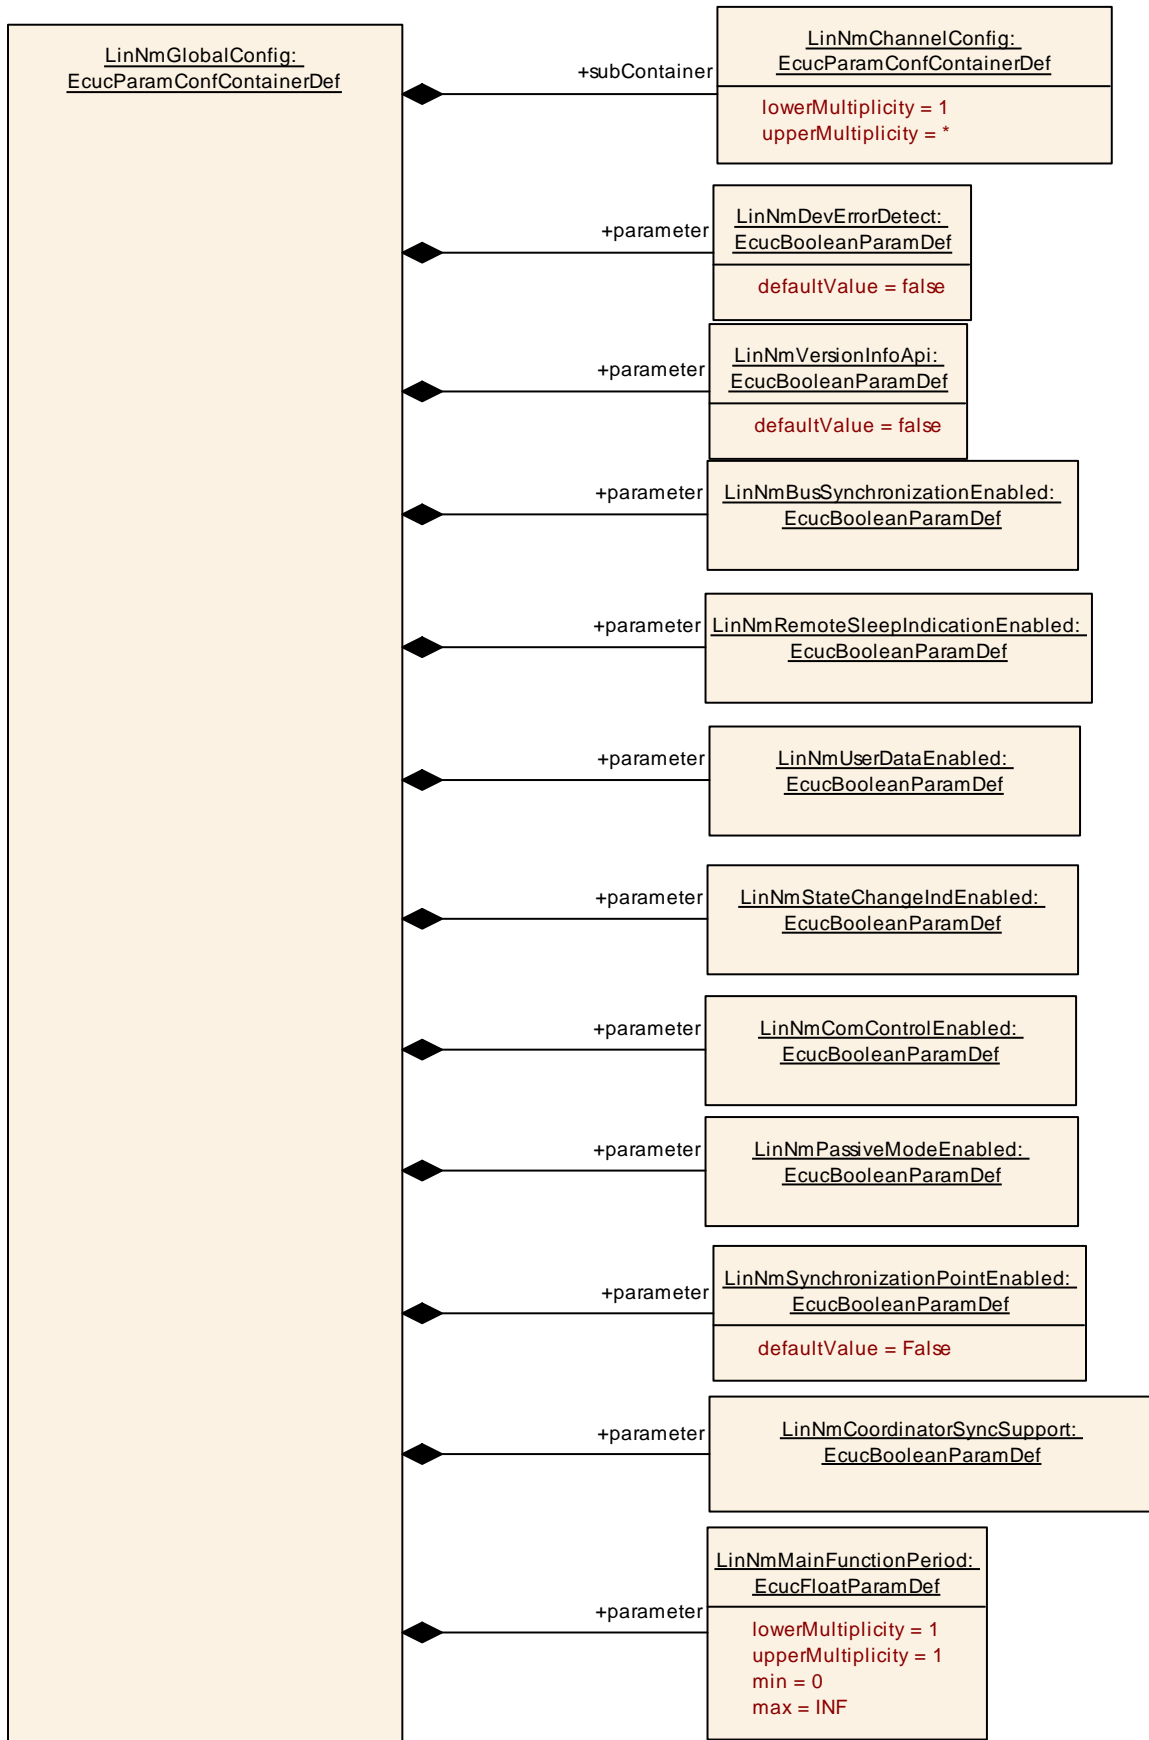 LinNmGlobalConfig:
EcucParamConfContainerDef
+subContainer
LinNmChannelConfig:
EcucParamConfContainerDef
lowerMultiplicity = 1
upperMultiplicity = *
+parameter
LinNmDevErrorDetect:
EcucBooleanParamDef
defaultValue = false
+parameter
LinNmVersionInfoApi:
EcucBooleanParamDef
defaultValue = false
+parameter
LinNmBusSynchronizationEnabled:
EcucBooleanParamDef
+parameter
LinNmRemoteSleepIndicationEnabled:
EcucBooleanParamDef
+parameter
LinNmUserDataEnabled:
EcucBooleanParamDef
+parameter
LinNmStateChangeIndEnabled:
EcucBooleanParamDef
+parameter
LinNmComControlEnabled:
EcucBooleanParamDef
+parameter
LinNmPassiveModeEnabled:
EcucBooleanParamDef
+parameter
LinNmSynchronizationPointEnabled:
EcucBooleanParamDef
defaultValue = False
+parameter
LinNmCoordinatorSyncSupport:
EcucBooleanParamDef
+parameter
LinNmMainFunctionPeriod:
EcucFloatParamDef
lowerMultiplicity = 1
upperMultiplicity = 1
min = 0
max = INF